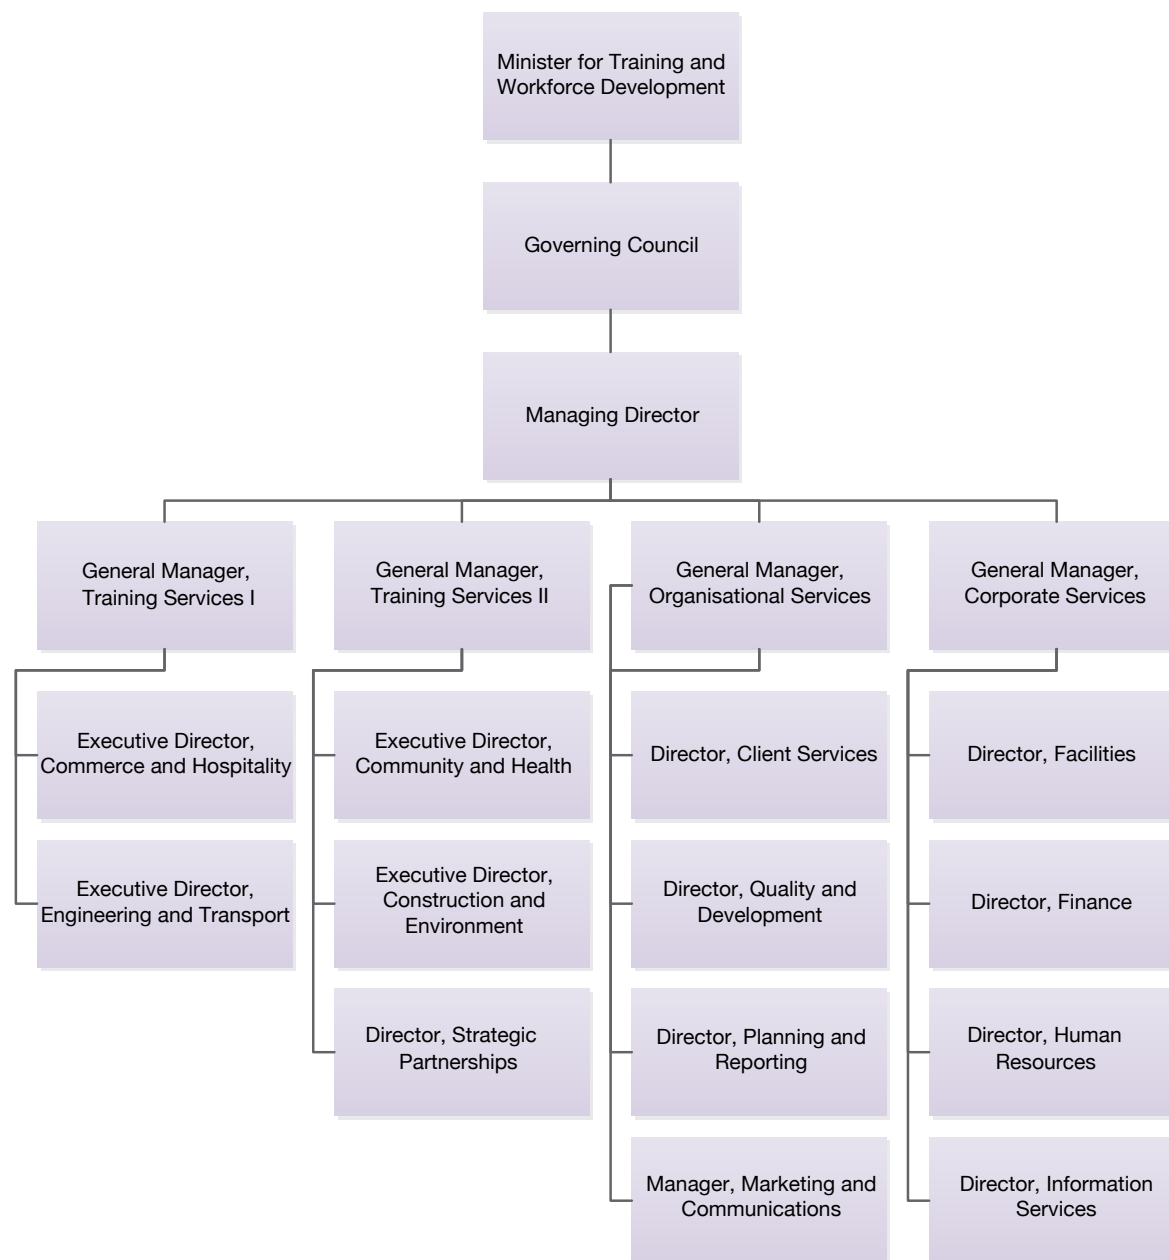 Minister for Training and
Workforce Development
Governing Council
Managing Director
General Manager,
Training Services I
General Manager,
Training Services II
General Manager,
Organisational Services
General Manager,
Corporate Services
Executive Director,
Commerce and Hospitality
Executive Director,
Community and Health
Director, Client Services
Director, Facilities
Executive Director,
Engineering and Transport
Executive Director,
Construction and
Environment
Director, Quality and
Development
Director, Finance
Director, Strategic
Partnerships
Director, Planning and
Reporting
Director, Human
Resources
Manager, Marketing and
Communications
Director, Information
Services